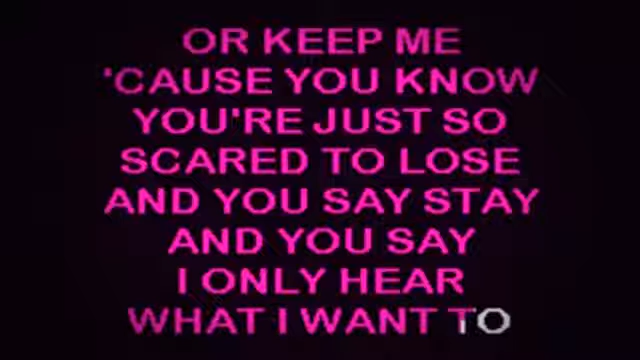 OR KEEP ME
'CAUSE YOU KNOW
YOU'RE JUST SO
SCARED TO LOSE
AND YOU SAY STAY
AND YOU SAY
I ONLY HEAR
WHAT I WANT TO